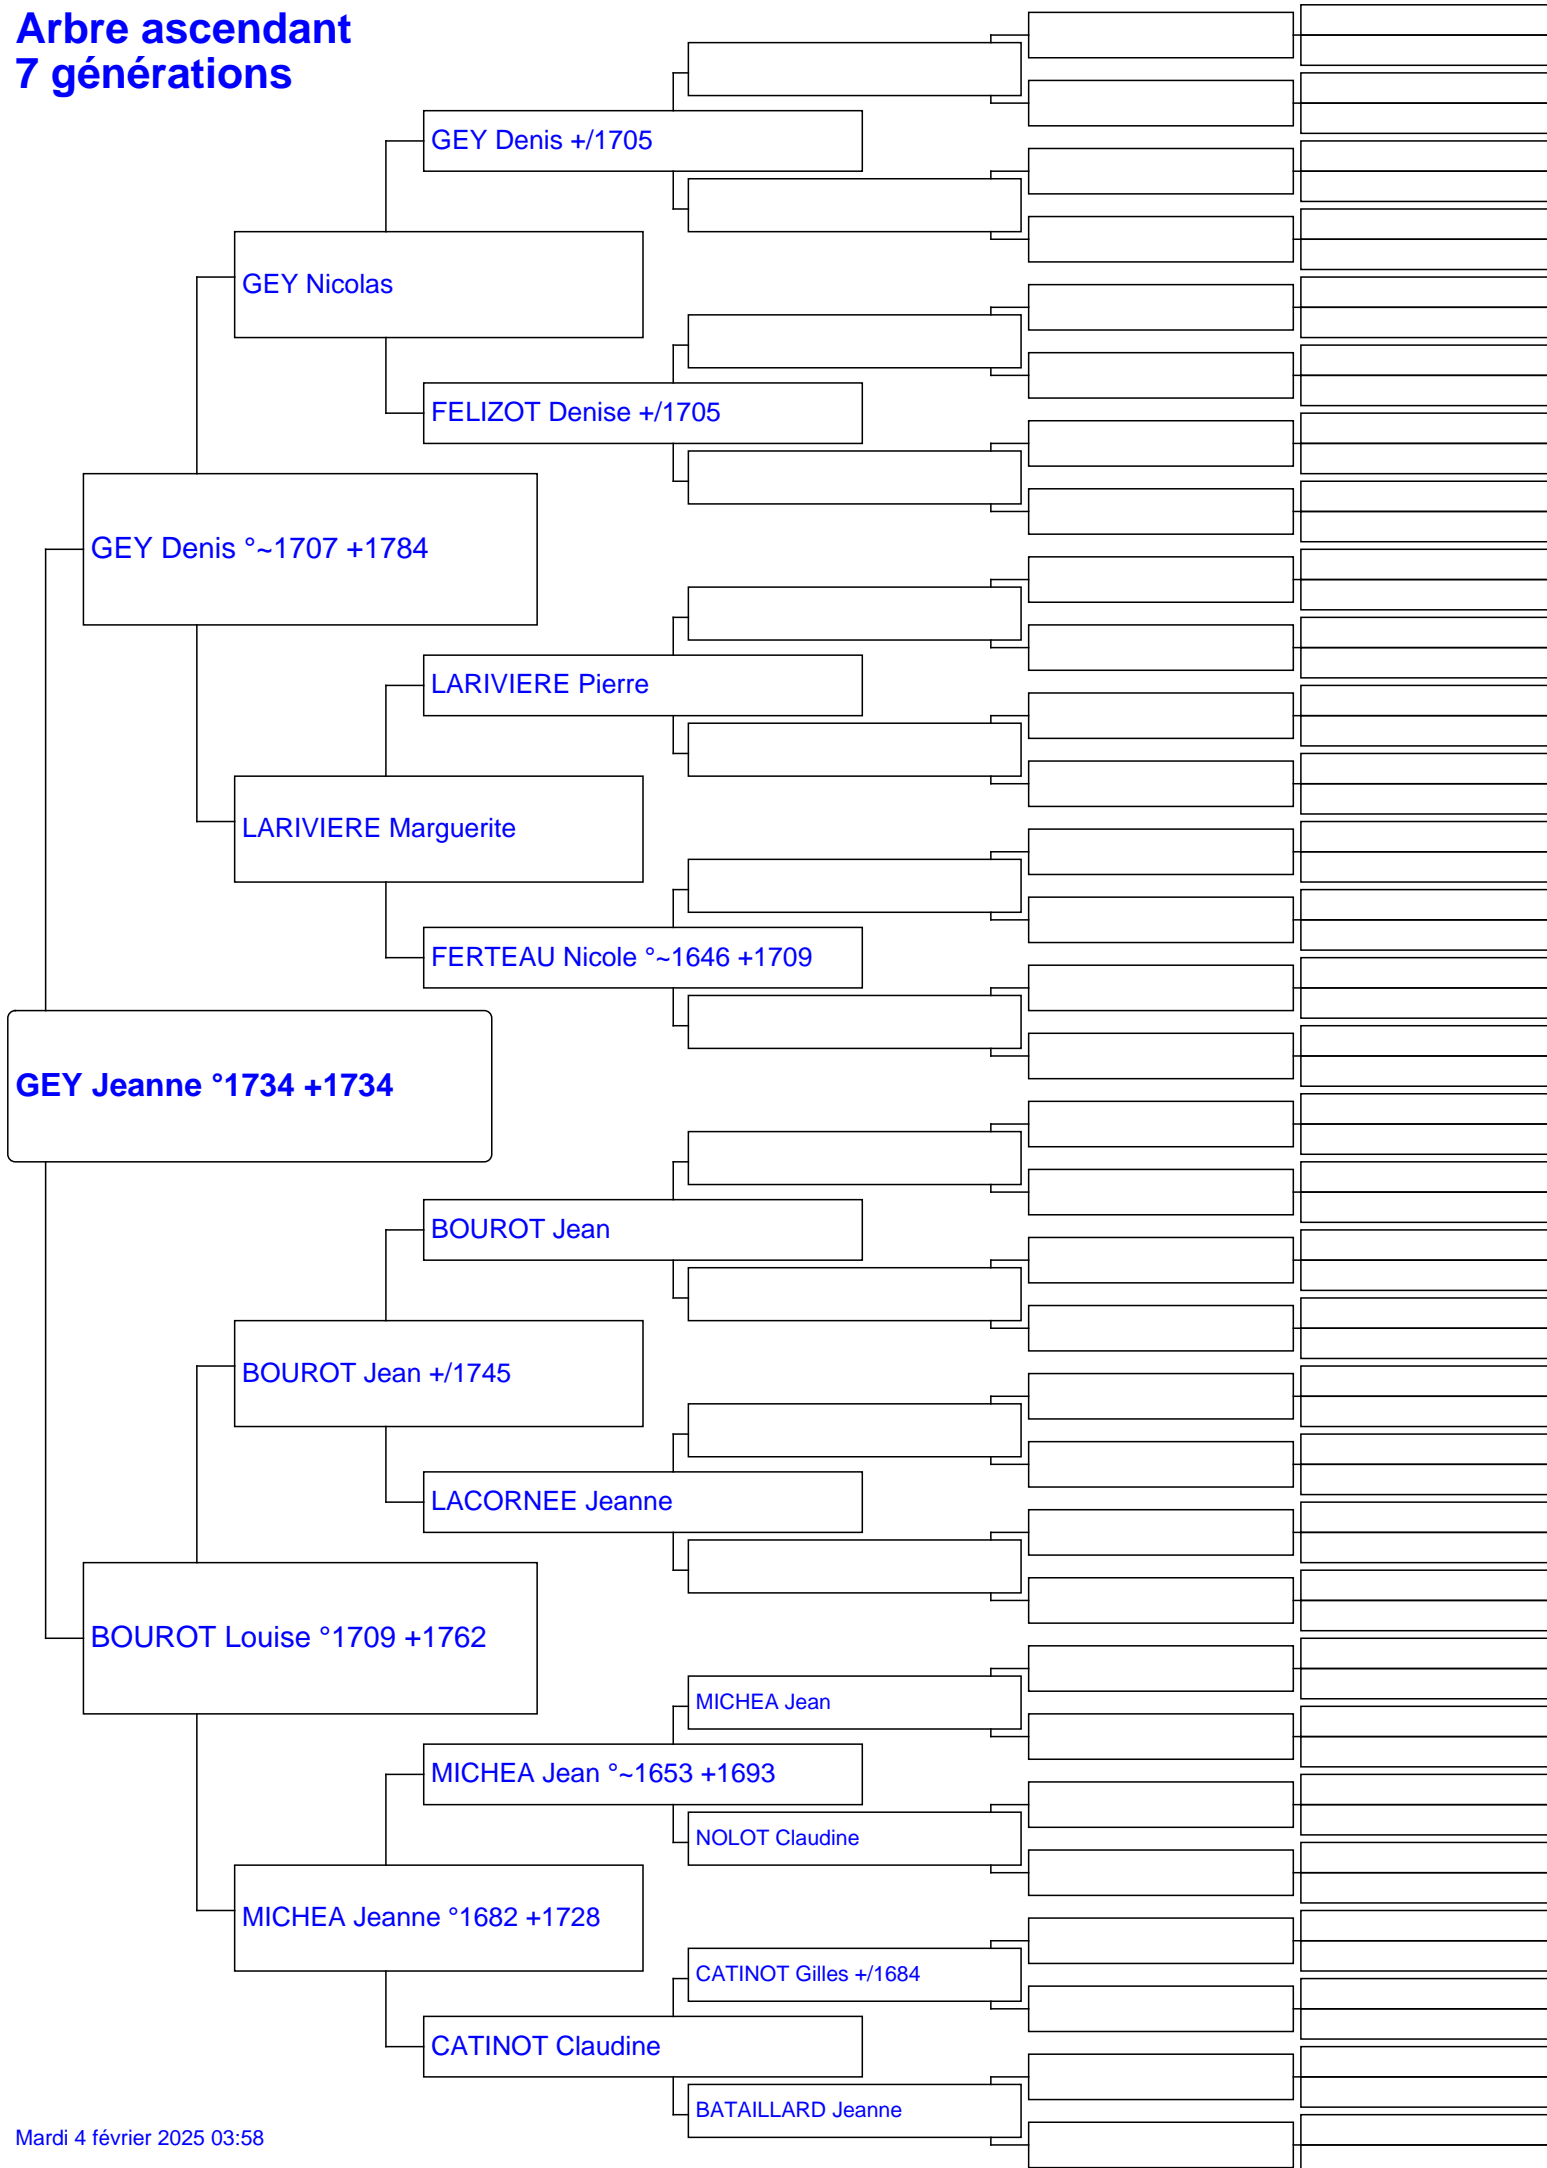 Arbre ascendant
7 générations
GEY Denis +/1705
GEY Nicolas
FELIZOT Denise +/1705
GEY Denis °~1707 +1784
LARIVIERE Pierre
LARIVIERE Marguerite
FERTEAU Nicole °~1646 +1709
GEY Jeanne °1734 +1734
BOUROT Jean
BOUROT Jean +/1745
LACORNEE Jeanne
BOUROT Louise °1709 +1762
MICHEA Jean
MICHEA Jean °~1653 +1693
NOLOT Claudine
MICHEA Jeanne °1682 +1728
CATINOT Gilles +/1684
CATINOT Claudine
BATAILLARD Jeanne
Mardi 4 février 2025 03:58